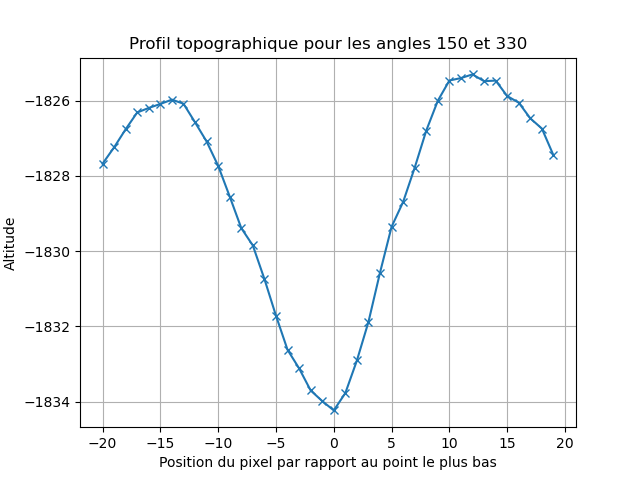 Profil topographique pour les angles 150 et 330
Altitude
−1826
−1828
−1830
−1832
−1834
−20 −15 −10 −5 0 5 10 15 20
Position du pixel par rapport au point le plus bas